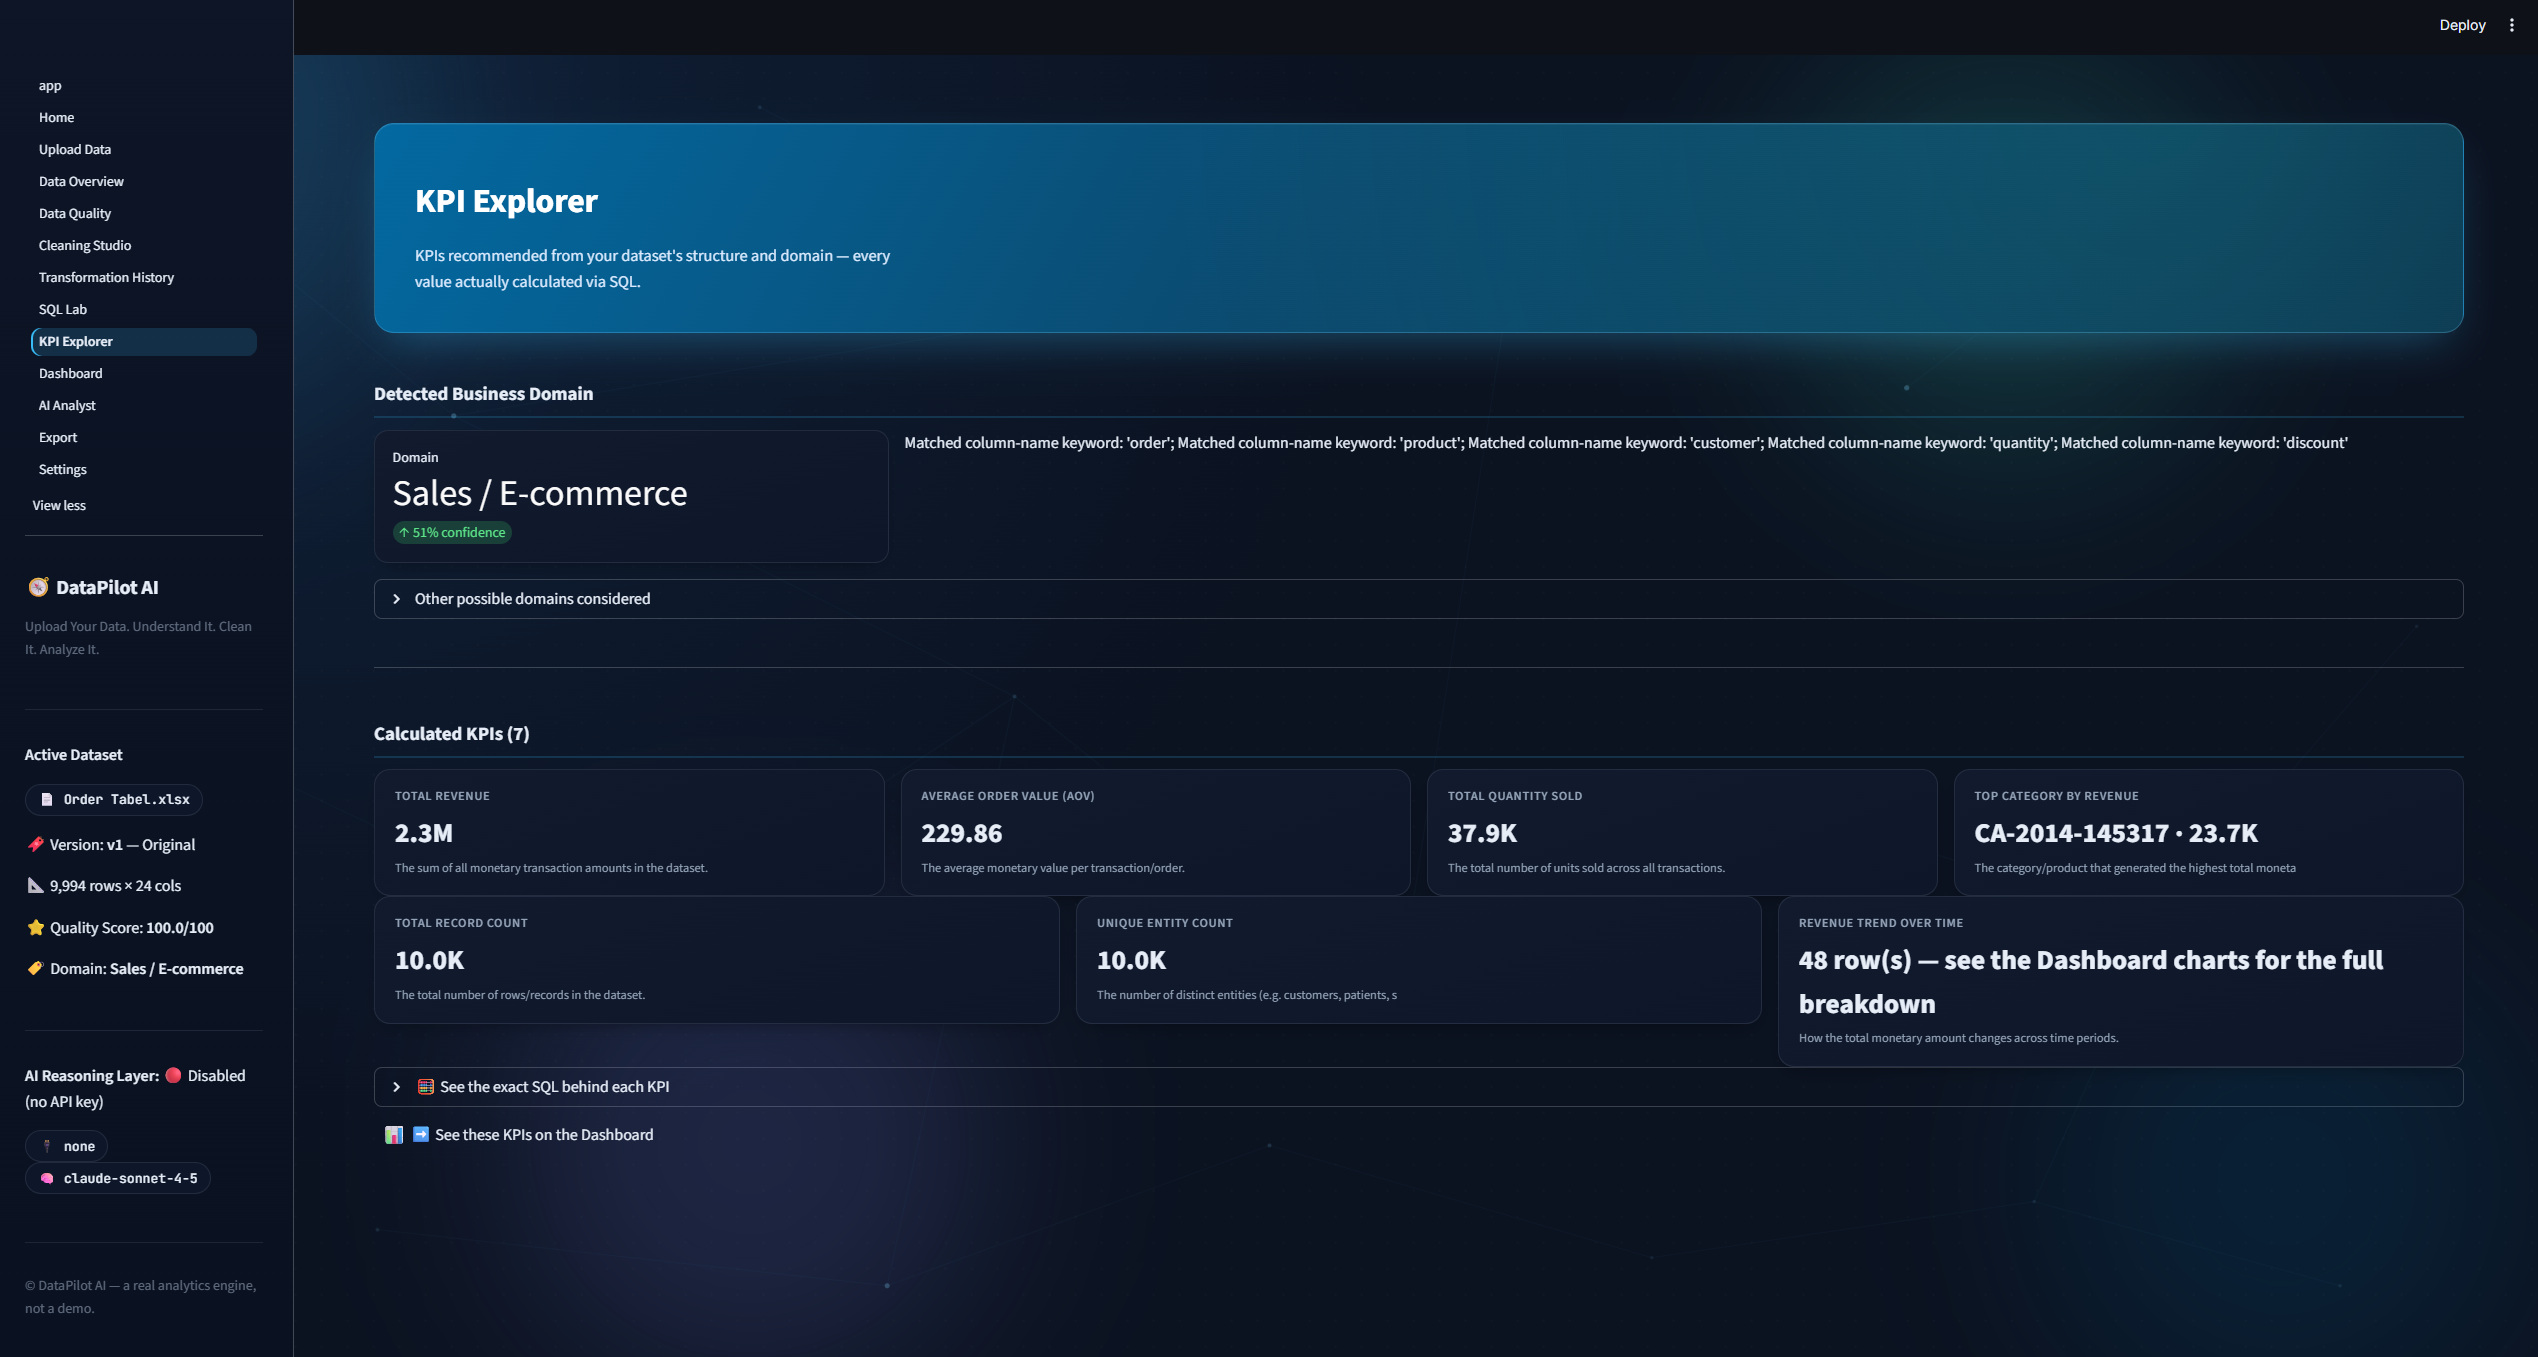 Deploy
app
Home
Upload Data
Data Overview
Data Quality
Cleaning Studio
Transformation History
SQL Lab
KPI Explorer
Dashboard
AI Analyst
Export
Settings
View less
DataPilot AI
Upload Your Data. Understand It. Clean
It. Analyze It.
Active Dataset
Order Tabel.xlsx
Version: v1 — Original
9,994 rows × 24 cols
Quality Score: 100.0/100
Domain: Sales / E-commerce
AI Reasoning Layer: Disabled
(no API key)
none
claude-sonnet-4-5
© DataPilot AI — a real analytics engine,
not a demo.
KPI Explorer
KPIs recommended from your dataset's structure and domain — every
value actually calculated via SQL.
Detected Business Domain
Domain
Sales / E-commerce
↑ 51% confidence
Matched column-name keyword: 'order'; Matched column-name keyword: 'product'; Matched column-name keyword: 'customer'; Matched column-name keyword: 'quantity'; Matched column-name keyword: 'discount'
Other possible domains considered
Calculated KPIs (7)
TOTAL REVENUE
2.3M
The sum of all monetary transaction amounts in the dataset.
AVERAGE ORDER VALUE (AOV)
229.86
The average monetary value per transaction/order.
TOTAL QUANTITY SOLD
37.9K
The total number of units sold across all transactions.
TOP CATEGORY BY REVENUE
CA-2014-145317 • 23.7K
The category/product that generated the highest total moneta
TOTAL RECORD COUNT
10.0K
The total number of rows/records in the dataset.
UNIQUE ENTITY COUNT
10.0K
The number of distinct entities (e.g. customers, patients, s
REVENUE TREND OVER TIME
48 row(s) — see the Dashboard charts for the full
breakdown
How the total monetary amount changes across time periods.
See the exact SQL behind each KPI
See these KPIs on the Dashboard